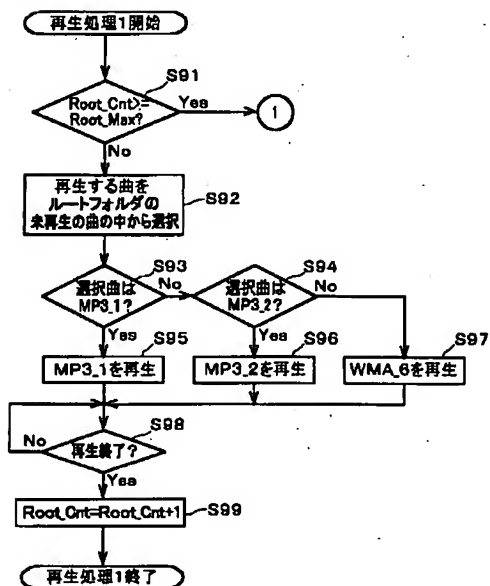 再生処理1開始
S91
Root_Cnt>=
Root_Max?
Yes
1
No
再生する曲を
ルートフォルダの
未再生の曲の中から選択
S92
S93
選択曲は
MP3_1?
No
S94
選択曲は
MP3_2?
No
Yes
S95
MP3_1を再生
Yes
S96
MP3_2を再生
S97
WMA_6を再生
S98
No
再生終了?
Yes
Root_Cnt=Root_Cnt+1
S99
再生処理1終了